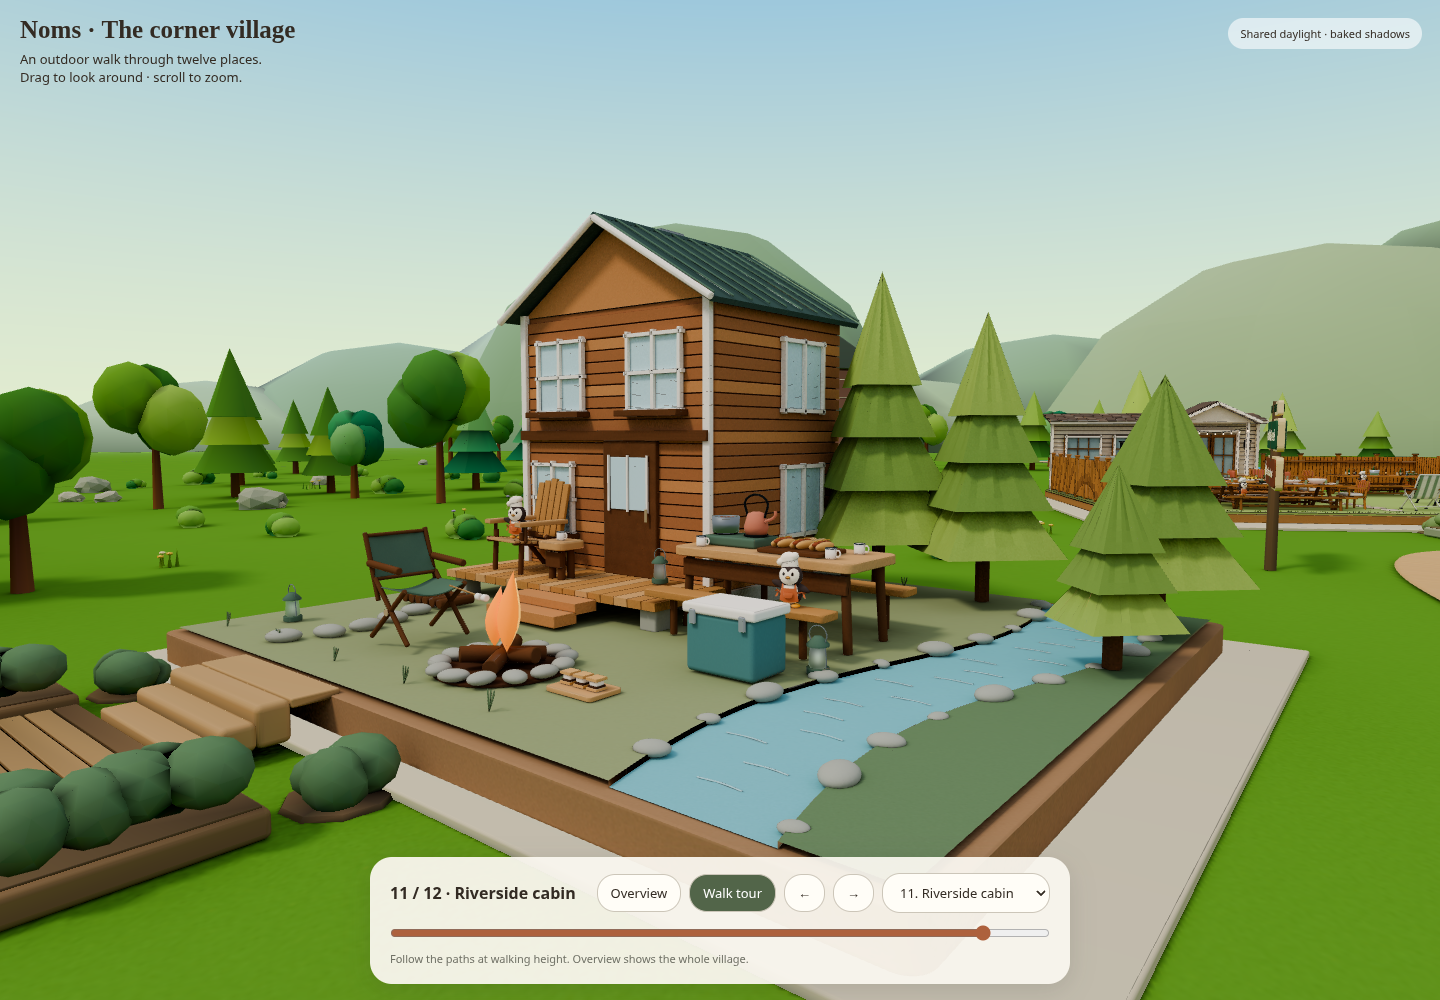 Noms · The corner village
An outdoor walk through twelve places.
Drag to look around · scroll to zoom.
Shared daylight · baked shadows
11 / 12 · Riverside cabin
Overview
Walk tour
←
→
11. Riverside cabin
Follow the paths at walking height. Overview shows the whole village.